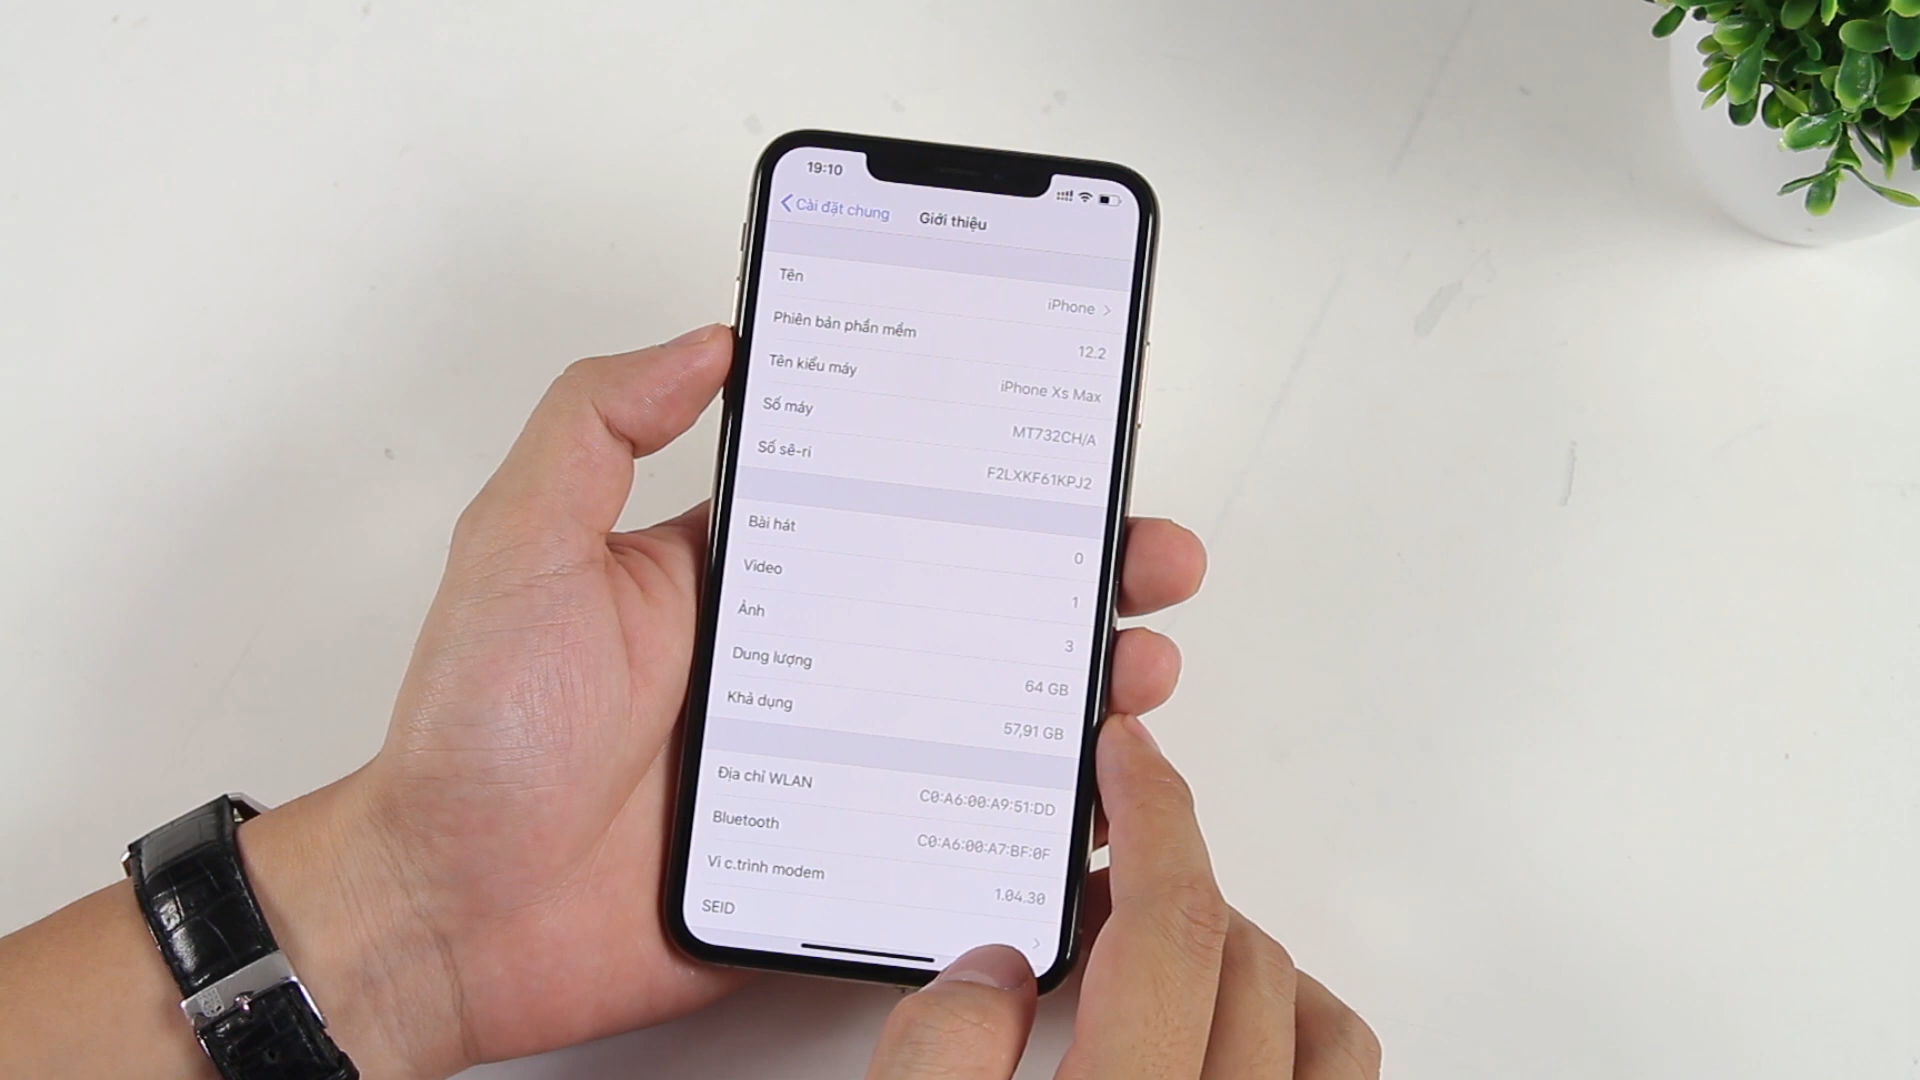 19:10
Cài đặt chung Giới thiệu
Tên iPhone
Phiên bản phần mềm 12.2
Tên kiểu máy iPhone Xs Max
Số máy MT732CH/A
Số sê-ri F2LXKF61KPJ2
Bài hát 0
Video 1
Ảnh 3
Dung lượng 64 GB
Khả dụng 57,91 GB
Địa chỉ WLAN C0:A6:00:A9:51:DD
Bluetooth C0:A6:00:A7:BF:0F
Vi c.trình modem 1.04.30
SEID